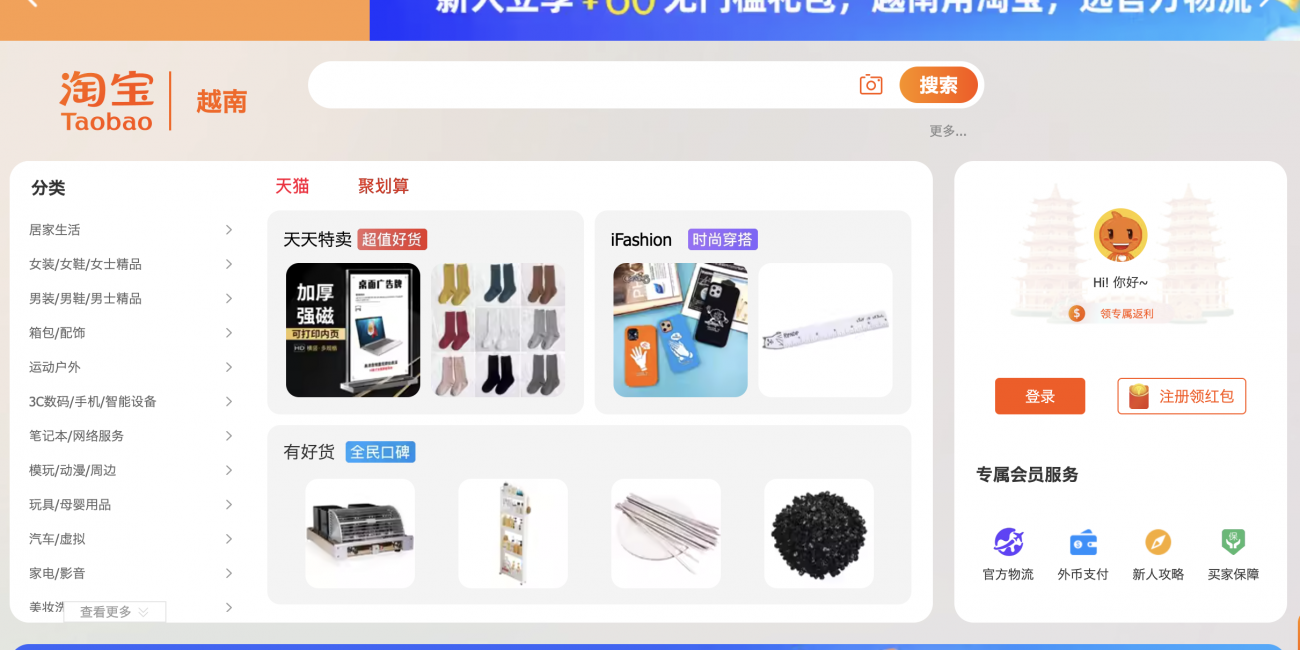 新人立享+60无门槛礼包，越南用淘宝，选官方物流
淘宝
Taobao
越南
搜索
更多...
分类
天猫
聚划算
居家生活
女装/女鞋/女士精品
男装/男鞋/男士精品
箱包/配饰
运动户外
3C数码/手机/智能设备
笔记本/网络服务
模玩/动漫/周边
玩具/母婴用品
汽车/虚拟
家电/影音
美妆洗
查看更多
天天特卖 超值好货
加厚
强磁
可打印内页
桌面广告牌
iFashion 时尚穿搭
有好货 全民口碑
Hi! 你好~
领专属返利
登录
注册领红包
专属会员服务
官方物流
外币支付
新人攻略
买家保障